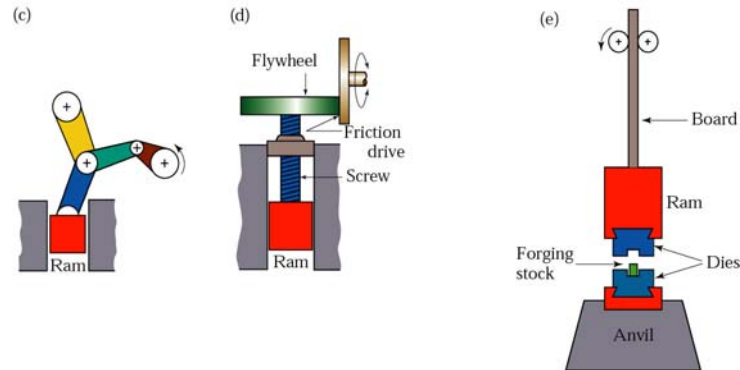 (c)
Ram
(d)
Flywheel
Friction
drive
Screw
Ram
(e)
Board
Ram
Forging
stock
Dies
Anvil